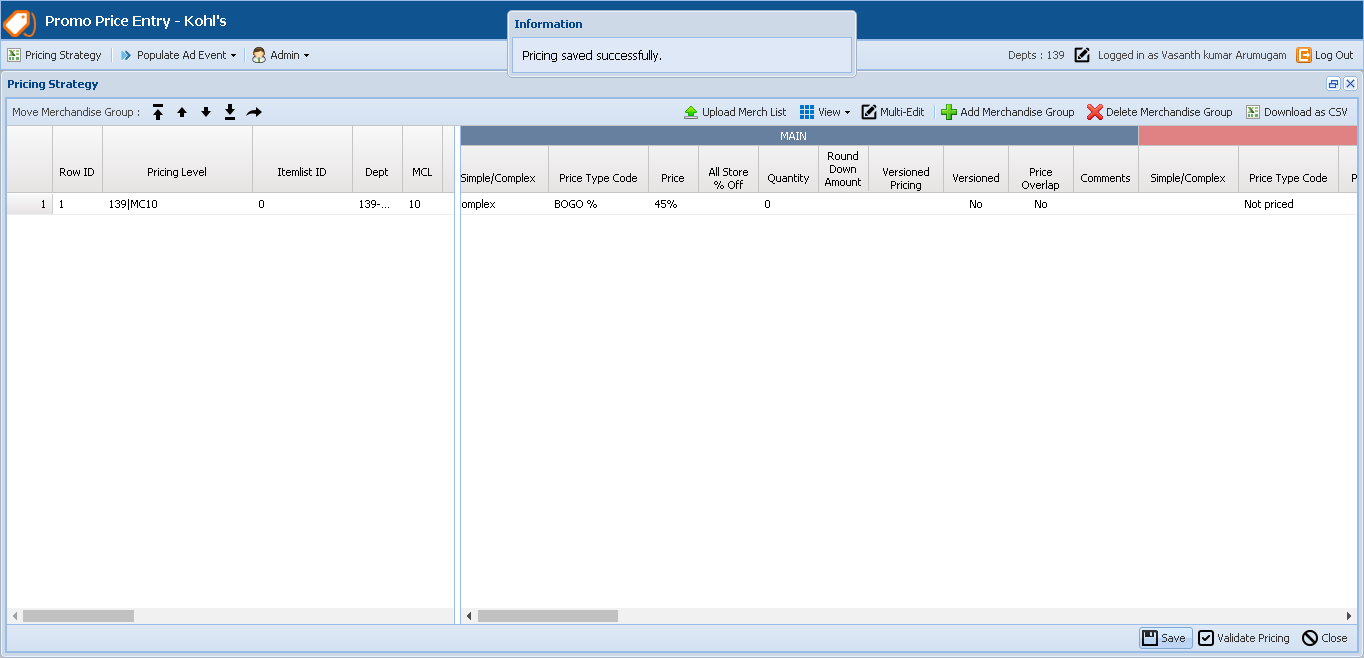 Promo Price Entry - Kohl's
Information
Pricing saved successfully.
Pricing Strategy Populate Ad Event Admin Depts : 139 Logged in as Vasanth kumar Arumugam Log Out
Pricing Strategy
Move Merchandise Group : Upload Merch List View Multi-Edit Add Merchandise Group Delete Merchandise Group Download as CSV
MAIN
Row ID Pricing Level Itemlist ID Dept MCL Simple/Complex Price Type Code Price All Store % Off Quantity Round Down Amount Versioned Pricing Versioned Price Overlap Comments Simple/Complex Price Type Code P
1 1 139|MC10 0 139-... 10 omplex BOGO % 45% 0 No No Not priced
Save Validate Pricing Close